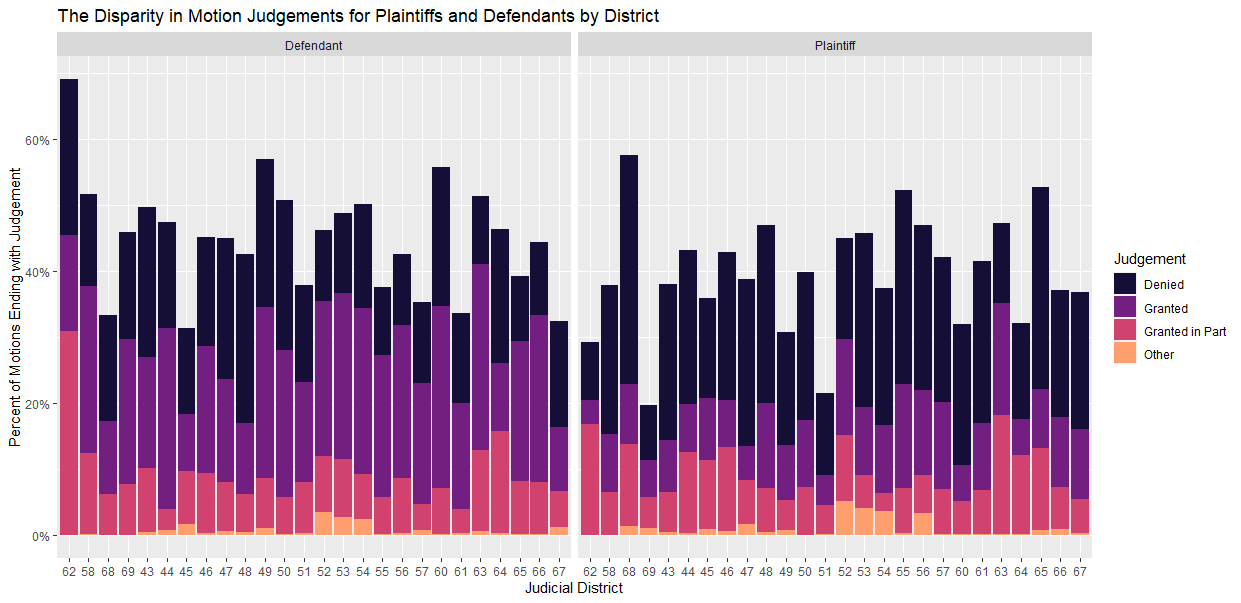 The Disparity in Motion Judgements for Plaintiffs and Defendants by District
Defendant
Plaintiff
Percent of Motions Ending with Judgement
60%
40%
20%
0%
62 58 68 69 43 44 45 46 47 48 49 50 51 52 53 54 55 56 57 60 61 63 64 65 66 67
62 58 68 69 43 44 45 46 47 48 49 50 51 52 53 54 55 56 57 60 61 63 64 65 66 67
Judicial District
Judgement
Denied
Granted
Granted in Part
Other